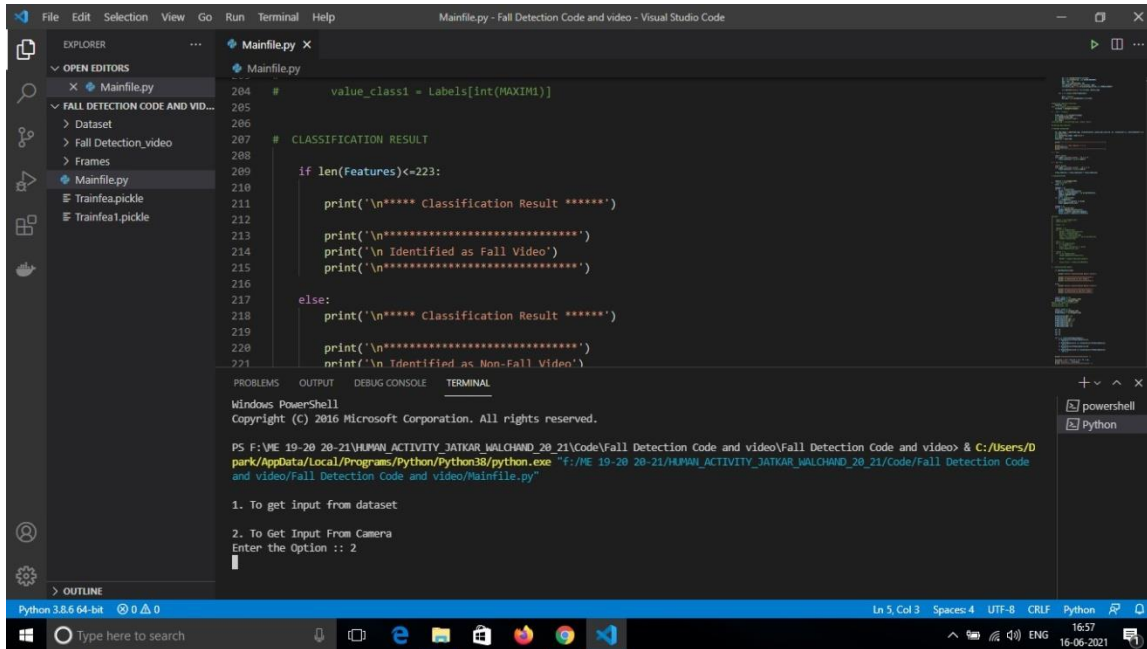 File Edit Selection View Go Run Terminal Help Mainfile.py - Fall Detection Code and video - Visual Studio Code
EXPLORER
OPEN EDITORS
Mainfile.py
FALL DETECTION CODE AND VID...
Dataset
Fall Detection_video
Frames
Mainfile.py
Trainfea.pickle
Trainfea1.pickle
OUTLINE
Mainfile.py
Mainfile.py
204 # value_class1 = Labels[int(MAXIM1)]
205
206
207 # CLASSIFICATION RESULT
208
209 if len(Features)<=223:
210
211 print('\n***** Classification Result ******')
212
213 print('\n******************************')
214 print('\n Identified as Fall Video')
215 print('\n******************************')
216
217 else:
218 print('\n***** Classification Result ******')
219
220 print('\n******************************')
221 print('\n Identified as Non-Fall Video')
PROBLEMS OUTPUT DEBUG CONSOLE TERMINAL
powershell
Python
Windows PowerShell
Copyright (C) 2016 Microsoft Corporation. All rights reserved.
PS F:\ME 19-20 20-21\HUMAN_ACTIVITY_JATKAR_WALCHAND_20_21\Code\Fall Detection Code and video\Fall Detection Code and video> & C:/Users/D
park/AppData/Local/Programs/Python/Python38/python.exe "f:/ME 19-20 20-21/HUMAN_ACTIVITY_JATKAR_WALCHAND_20_21/Code/Fall Detection Code
and video/Fall Detection Code and video/Mainfile.py"
1. To get input from dataset
2. To Get Input From Camera
Enter the Option :: 2
Python 3.8.6 64-bit 0 0 Ln 5, Col 3 Spaces: 4 UTF-8 CRLF Python
Type here to search
ENG
16:57
16-06-2021